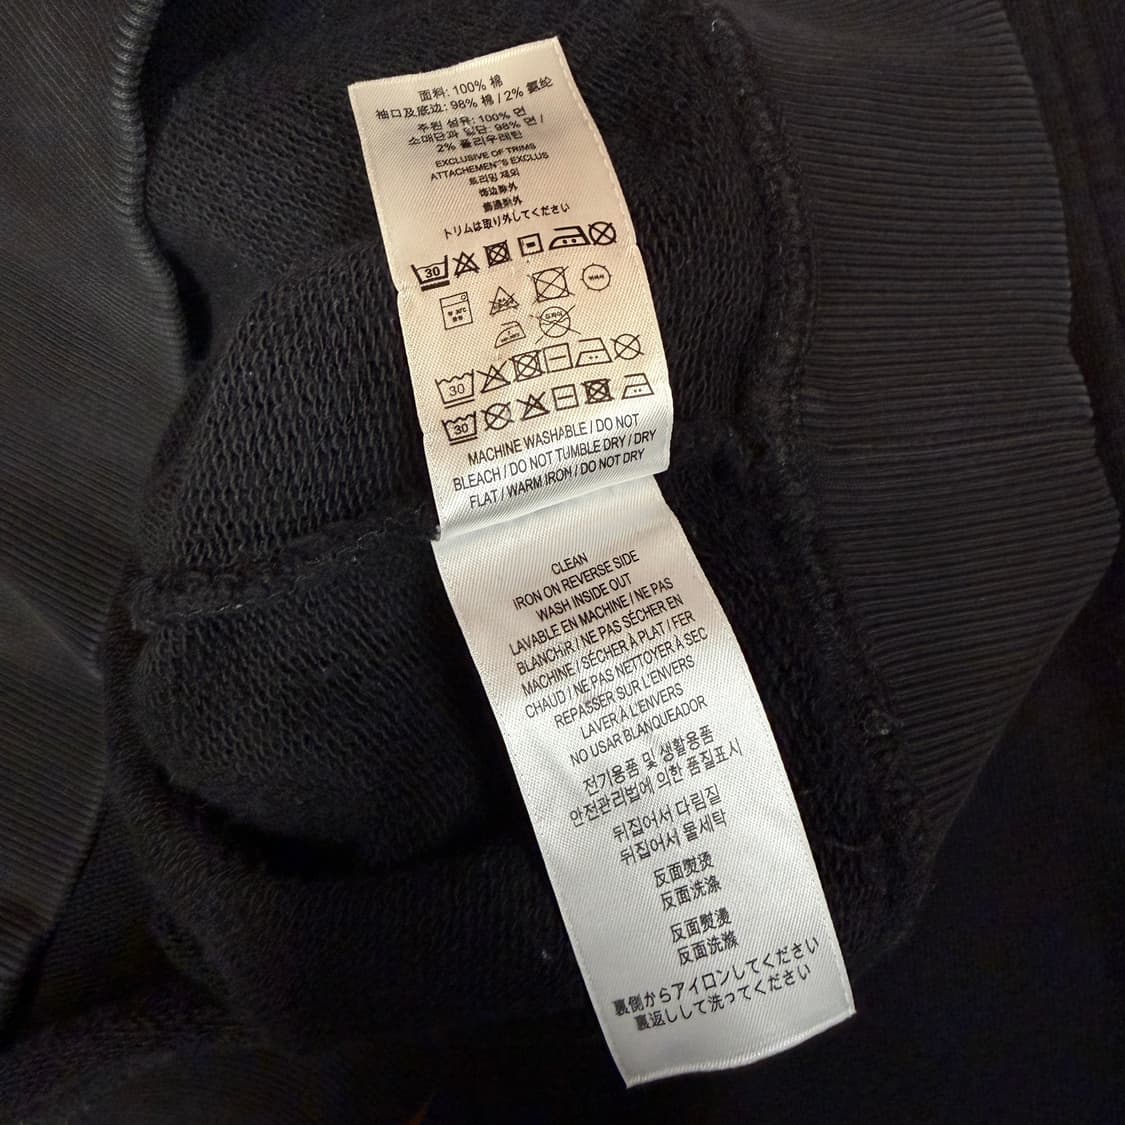 面料: 100% 棉
袖口及底边: 98% 棉 / 2% 氨纶
주원 섬유: 100% 면
소매단과 밑단: 98% 면 /
2% 폴리우레탄
EXCLUSIVE OF TRIMS
ATTACHEMENTS EXCLUS
트리밍 제외
饰边除外
飾邊除外
トリムは取り外してください
30
30
30
MACHINE WASHABLE / DO NOT
BLEACH / DO NOT TUMBLE DRY / DRY
FLAT / WARM IRON / DO NOT DRY
CLEAN
IRON ON REVERSE SIDE
WASH INSIDE OUT
LAVABLE EN MACHINE / NE PAS
BLANCHIR / NE PAS SÉCHER EN
MACHINE / SÉCHER À PLAT / FER
CHAUD / NE PAS NETTOYER À SEC
REPASSER SUR L'ENVERS
LAVER À L'ENVERS
NO USAR BLANQUEADOR
전기용품 및 생활용품
안전관리법에 의한 품질표시
뒤집어서 다림질
뒤집어서 물세탁
反面熨烫
反面洗涤
反面熨燙
反面洗滌
裏側からアイロンしてください
裏返しして洗ってください